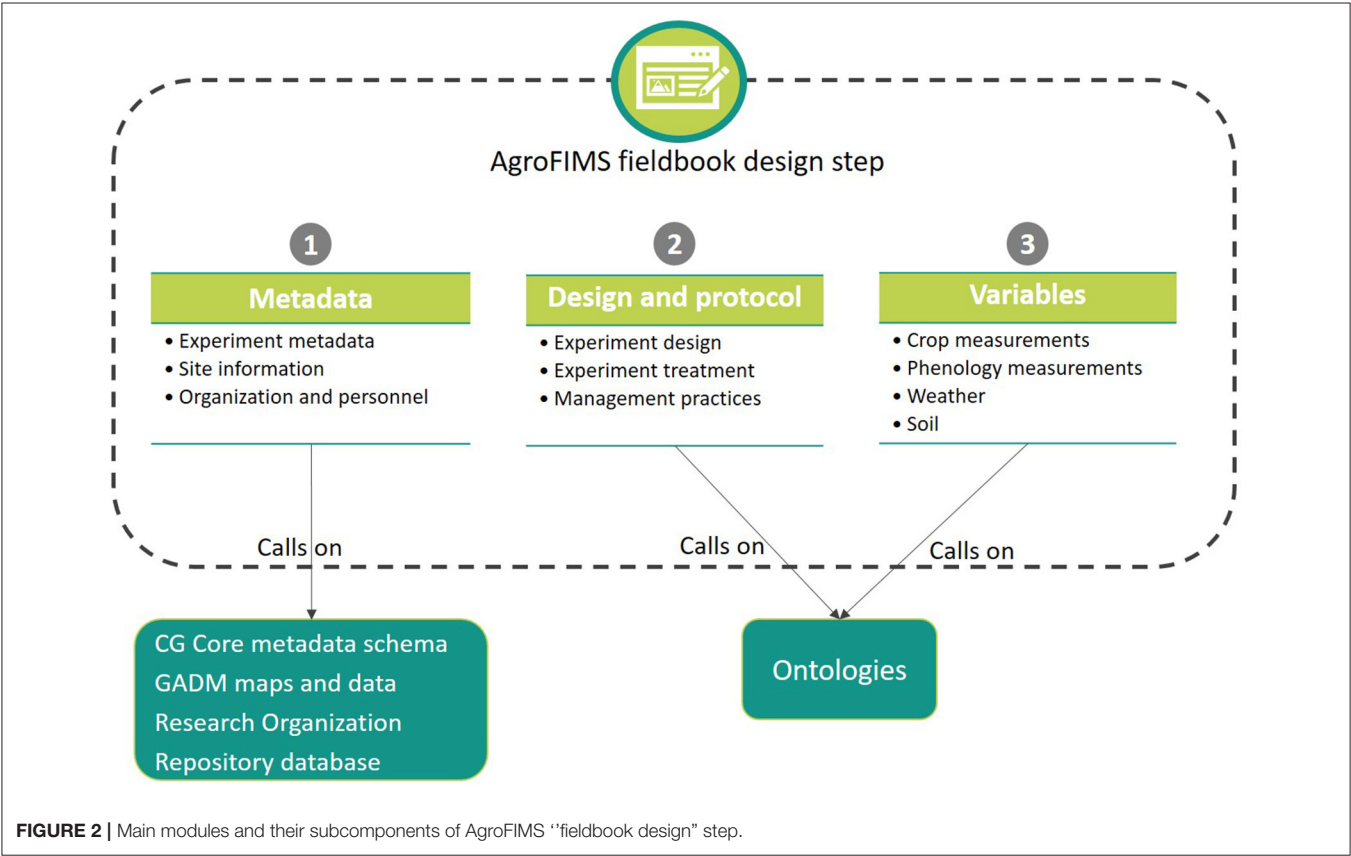 AgroFIMS fieldbook design step
1
Metadata
• Experiment metadata
• Site information
• Organization and personnel
2
Design and protocol
• Experiment design
• Experiment treatment
• Management practices
3
Variables
• Crop measurements
• Phenology measurements
• Weather
• Soil
Calls on
Calls on
Calls on
CG Core metadata schema
GADM maps and data
Research Organization
Repository database
Ontologies
FIGURE 2 | Main modules and their subcomponents of AgroFIMS ‘’fieldbook design” step.